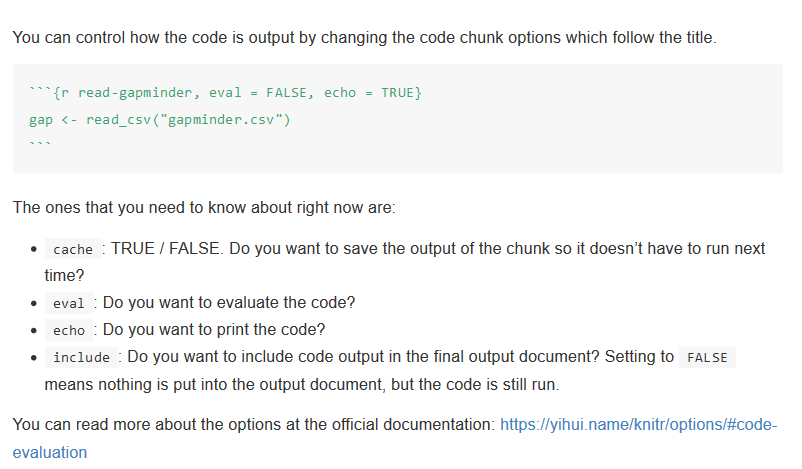 You can control how the code is output by changing the code chunk options which follow the title.
```{r read-gapminder, eval = FALSE, echo = TRUE}
gap <- read_csv("gapminder.csv")
```
The ones that you need to know about right now are:
• cache : TRUE / FALSE. Do you want to save the output of the chunk so it doesn’t have to run next
time?
• eval : Do you want to evaluate the code?
• echo : Do you want to print the code?
• include : Do you want to include code output in the final output document? Setting to FALSE
means nothing is put into the output document, but the code is still run.
You can read more about the options at the official documentation: https://yihui.name/knitr/options/#code-
evaluation